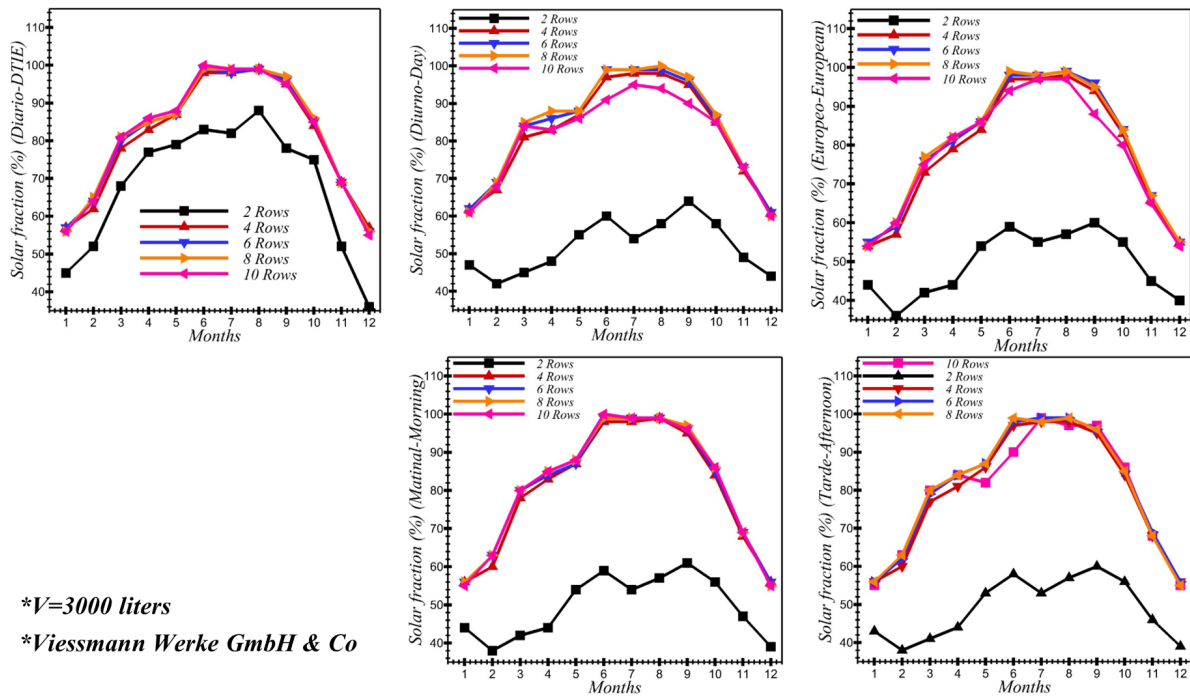 Solar fraction (%) (Diario-DTIE)
110
100
90
80
70
60
50
40
2 Rows
4 Rows
6 Rows
8 Rows
10 Rows
1 2 3 4 5 6 7 8 9 10 11 12
Months
Solar fraction (%) (Diurno-Day)
110
100
90
80
70
60
50
40
2 Rows
4 Rows
6 Rows
8 Rows
10 Rows
1 2 3 4 5 6 7 8 9 10 11 12
Months
Solar fraction (%) (Europeo-European)
110
100
90
80
70
60
50
40
2 Rows
4 Rows
6 Rows
8 Rows
10 Rows
1 2 3 4 5 6 7 8 9 10 11 12
Months
Solar fraction (%) (Matinal-Morning)
110
100
90
80
70
60
50
40
2 Rows
4 Rows
6 Rows
8 Rows
10 Rows
1 2 3 4 5 6 7 8 9 10 11 12
Months
Solar fraction (%) (Tarde-Afternoon)
110
100
90
80
70
60
50
40
10 Rows
2 Rows
4 Rows
6 Rows
8 Rows
1 2 3 4 5 6 7 8 9 10 11 12
Months
*V=3000 liters
*Viessmann Werke GmbH & Co